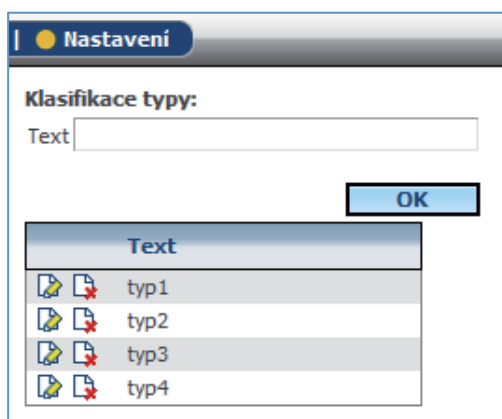 | Nastavení
Klasifikace typy:
Text
OK
Text
typ1
typ2
typ3
typ4